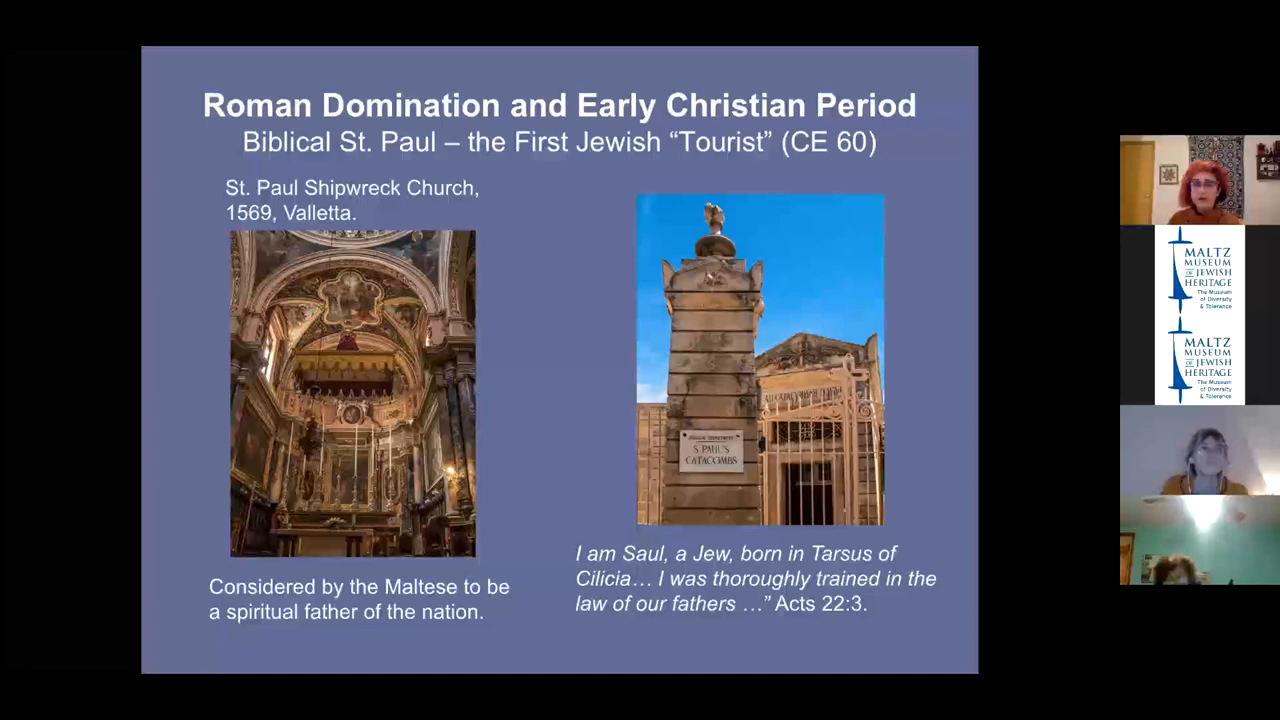 Roman Domination and Early Christian Period
Biblical St. Paul – the First Jewish “Tourist” (CE 60)
St. Paul Shipwreck Church,
1569, Valletta.
S. PAUL'S
CATACOMBS
Considered by the Maltese to be
a spiritual father of the nation.
I am Saul, a Jew, born in Tarsus of
Cilicia… I was thoroughly trained in the
law of our fathers …” Acts 22:3.
MALTZ
MUSEUM
OF JEWISH
HERITAGE
The Museum
of Diversity
& Tolerance
MALTZ
MUSEUM
OF JEWISH
HERITAGE
The Museum
of Diversity
& Tolerance